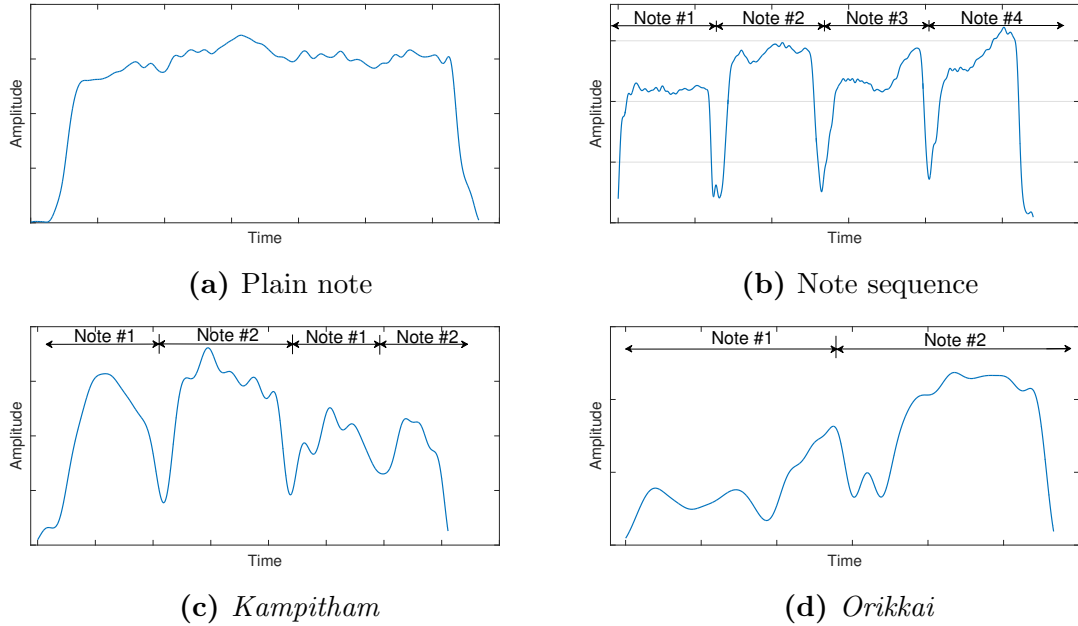 Amplitude
Time
(a) Plain note
Note #1 Note #2 Note #3 Note #4
Amplitude
Time
(b) Note sequence
Note #1 Note #2 Note #1 Note #2
Amplitude
Time
(c) Kampitham
Note #1 Note #2
Amplitude
Time
(d) Orikkai